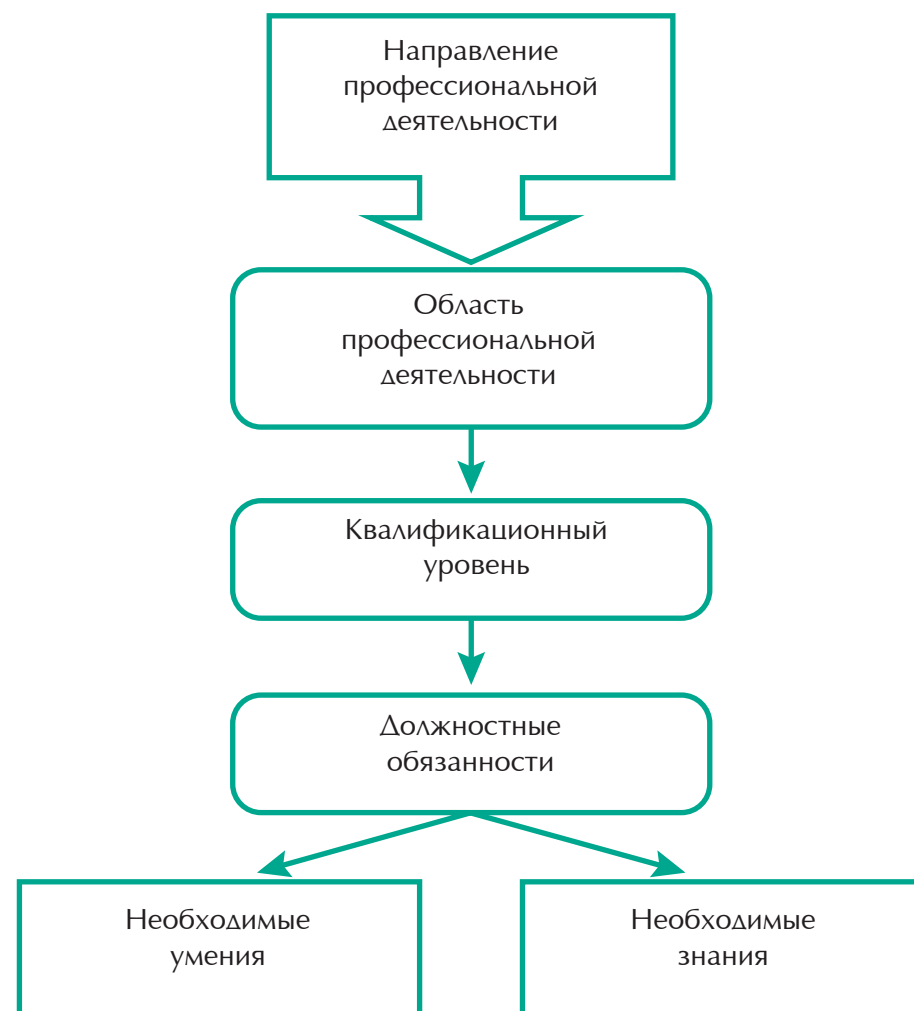 Направление
профессиональной
деятельности
Область
профессиональной
деятельности
Квалификационный
уровень
Должностные
обязанности
Необходимые
умения
Необходимые
знания